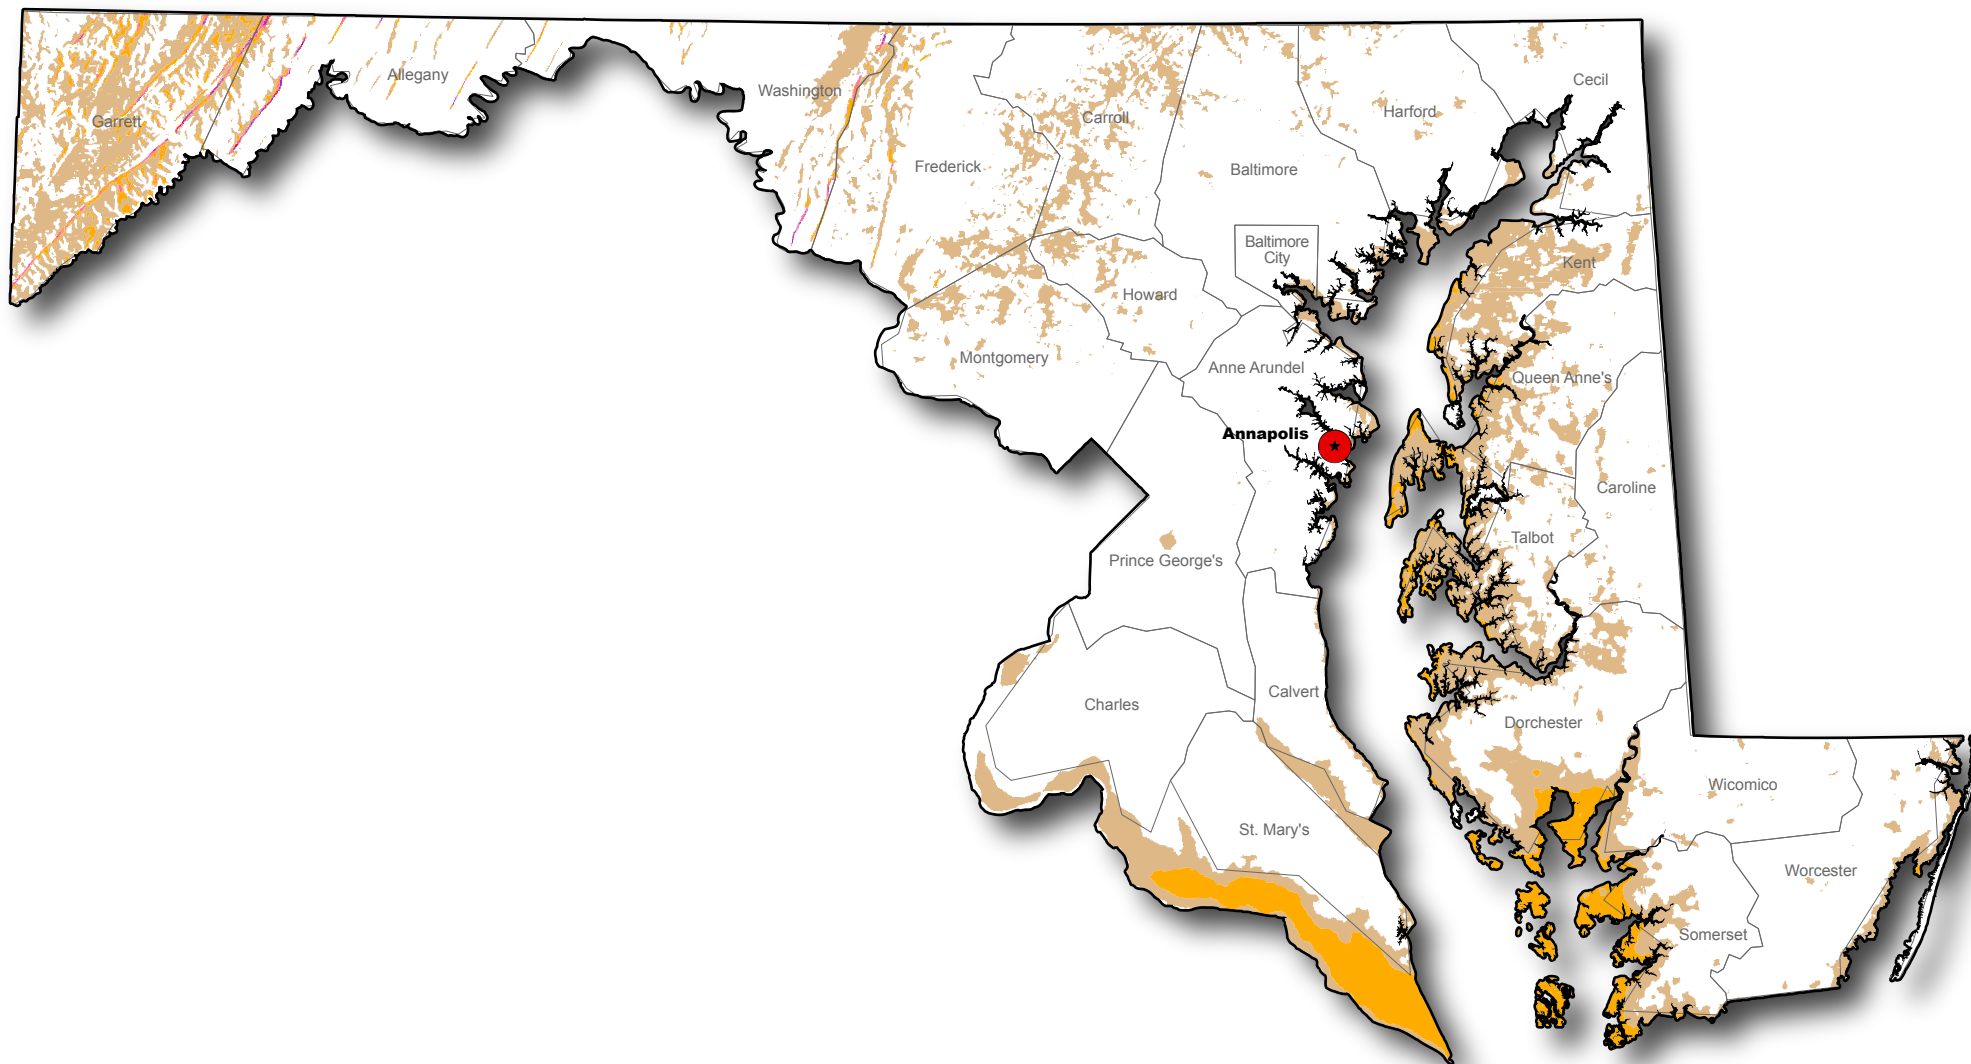 Cecil
Allegany
Washington
Harford
Garrett
Carroll
Frederick
Baltimore
Baltimore
City
Kent
Howard
Montgomery
Anne Arundel
Queen Anne's
Annapolis
Caroline
Talbot
Prince George's
Calvert
Charles
Dorchester
Wicomico
St. Mary's
Worcester
Somerset